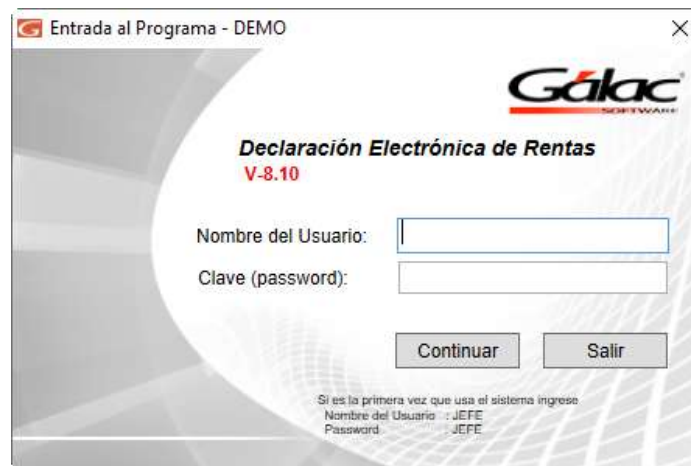 Entrada al Programa - DEMO
Gálac
SOFTWARE
Declaración Electrónica de Rentas
V-8.10
Nombre del Usuario:
Clave (password):
Continuar Salir
Si es la primera vez que usa el sistema ingrese
Nombre del Usuario : JEFE
Password : JEFE